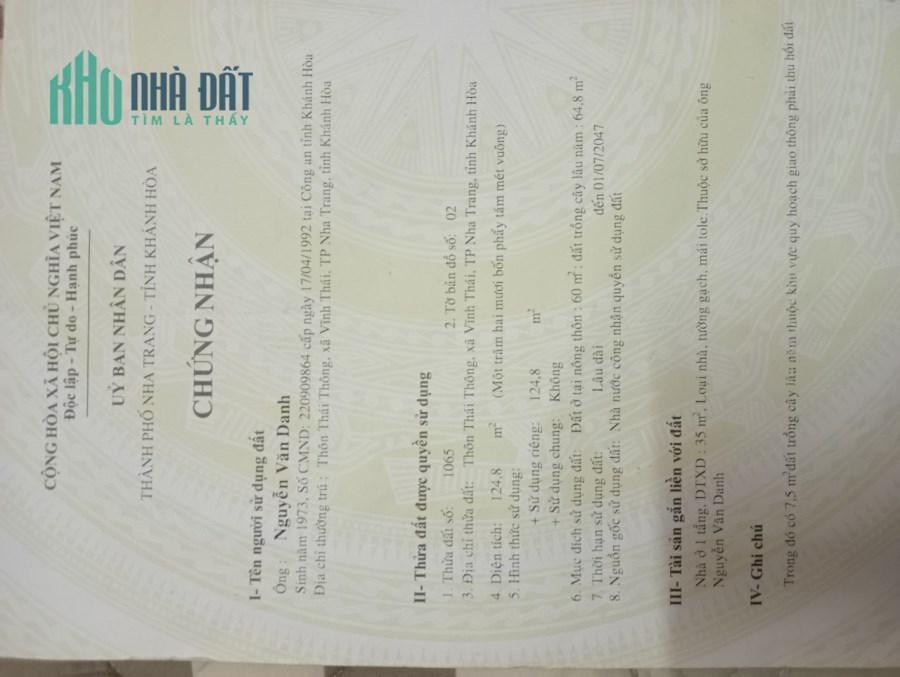 KHO NHÀ ĐẤT
TÌM LÀ THẤY
CỘNG HÒA XÃ HỘI CHỦ NGHĨA VIỆT NAM
Độc lập - Tự do - Hạnh phúc
UỶ BAN NHÂN DÂN
THÀNH PHỐ NHA TRANG - TỈNH KHÁNH HÒA
CHỨNG NHẬN
I- Tên người sử dụng đất
Ông : Nguyễn Văn Danh
Sinh năm 1973, Số CMND: 220909864 cấp ngày 17/04/1992 tại Công an tỉnh Khánh Hòa
Địa chỉ thường trú : Thôn Thái Thông, xã Vĩnh Thái, TP Nha Trang, tỉnh Khánh Hòa
II- Thửa đất được quyền sử dụng
1. Thửa đất số: 1065 2. Tờ bản đồ số: 02
3. Địa chỉ thửa đất: Thôn Thái Thông, xã Vĩnh Thái, TP Nha Trang, tỉnh Khánh Hòa
4. Diện tích: 124,8 m² (Một trăm hai mươi bốn phẩy tám mét vuông)
5. Hình thức sử dụng:
+ Sử dụng riêng: 124,8 m²
+ Sử dụng chung: Không
6. Mục đích sử dụng đất: Đất ở tại nông thôn : 60 m² ; đất trồng cây lâu năm : 64,8 m²
7. Thời hạn sử dụng đất: Lâu dài đến 01/07/2047
8. Nguồn gốc sử dụng đất: Nhà nước công nhận quyền sử dụng đất
III- Tài sản gắn liền với đất
Nhà ở 1 tầng, DTXD : 35 m², Loại nhà, tường gạch, mái tole.Thuộc sở hữu của ông
Nguyễn Văn Danh
IV- Ghi chú
Trong đó có 7,5 m² đất trồng cây lâu năm thuộc khu vực quy hoạch giao thông phải thu hồi đất